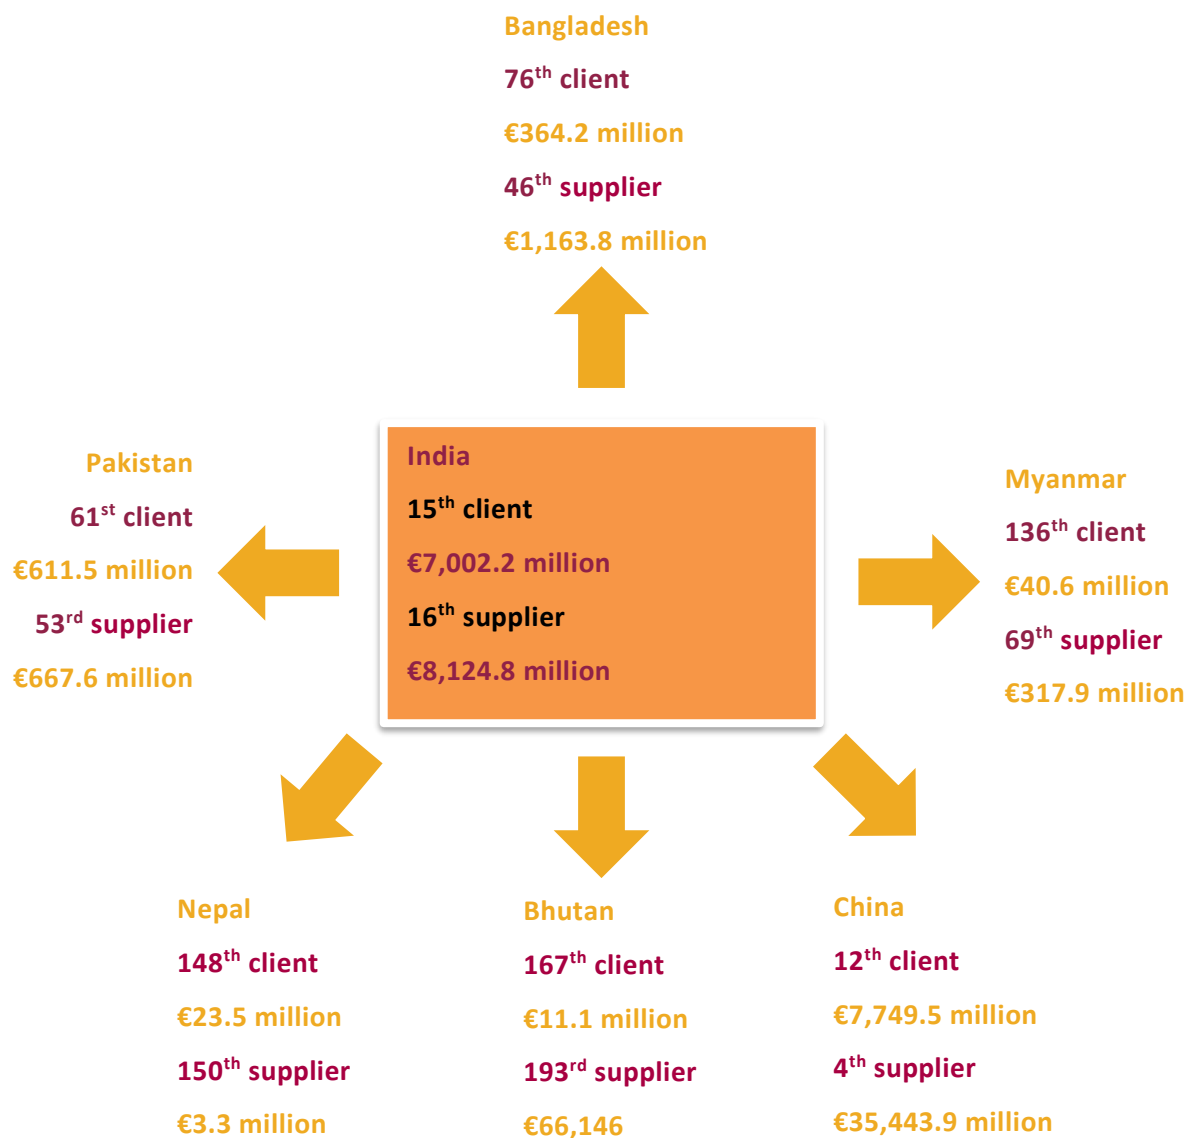 Bangladesh
76th client
€364.2 million
46th supplier
€1,163.8 million
Pakistan
61st client
€611.5 million
53rd supplier
€667.6 million
India
15th client
€7,002.2 million
16th supplier
€8,124.8 million
Myanmar
136th client
€40.6 million
69th supplier
€317.9 million
Nepal
148th client
€23.5 million
150th supplier
€3.3 million
Bhutan
167th client
€11.1 million
193rd supplier
€66,146
China
12th client
€7,749.5 million
4th supplier
€35,443.9 million